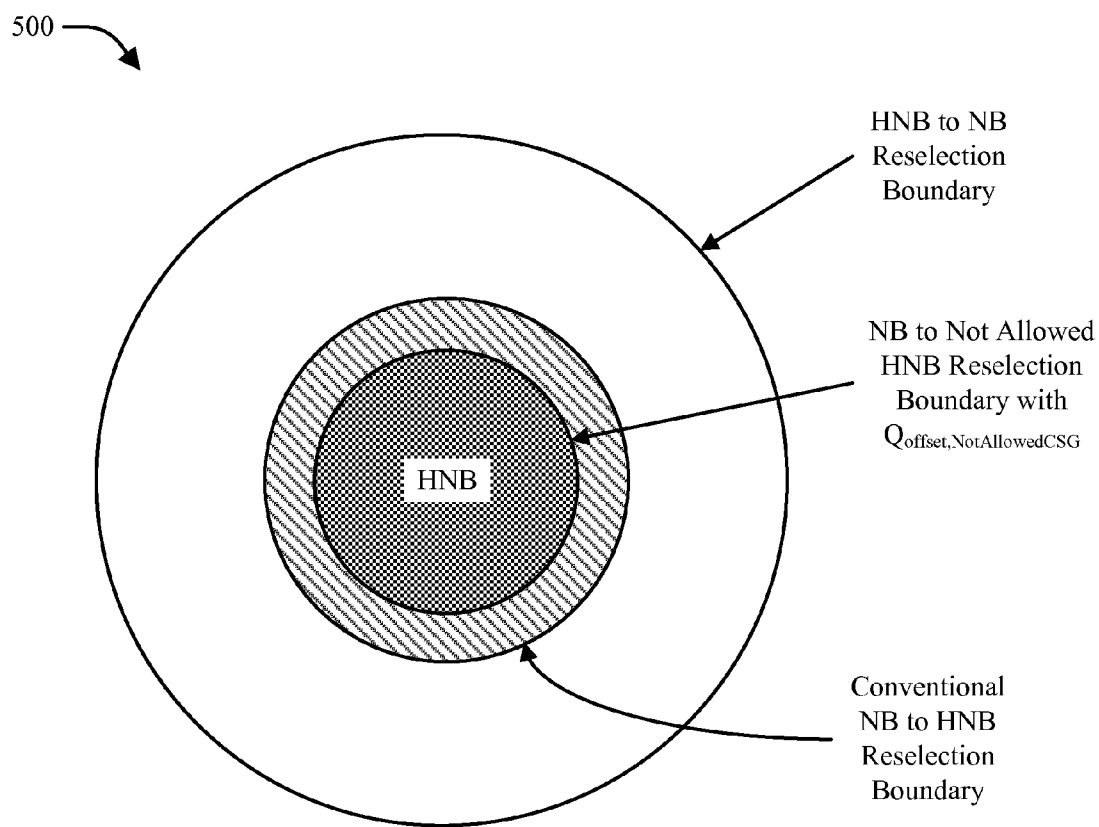 500
HNB to NB
Reselection
Boundary
NB to Not Allowed
HNB Reselection
Boundary with
Qoffset,NotAllowedCSG
HNB
Conventional
NB to HNB
Reselection
Boundary